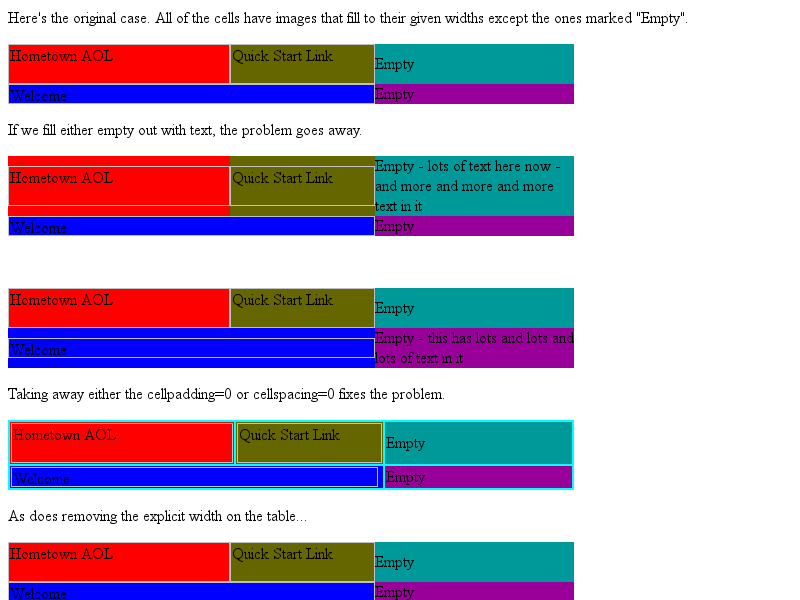 Here's the original case. All of the cells have images that fill to their given widths except the ones marked "Empty".
Hometown AOL Quick Start Link Empty
Welcome Empty
If we fill either empty out with text, the problem goes away.
Hometown AOL Quick Start Link Empty - lots of text here now -
and more and more and more
text in it
Welcome Empty
Hometown AOL Quick Start Link Empty
Welcome Empty - this has lots and lots and
lots of text in it
Taking away either the cellpadding=0 or cellspacing=0 fixes the problem.
Hometown AOL Quick Start Link Empty
Welcome Empty
As does removing the explicit width on the table...
Hometown AOL Quick Start Link Empty
Welcome Empty